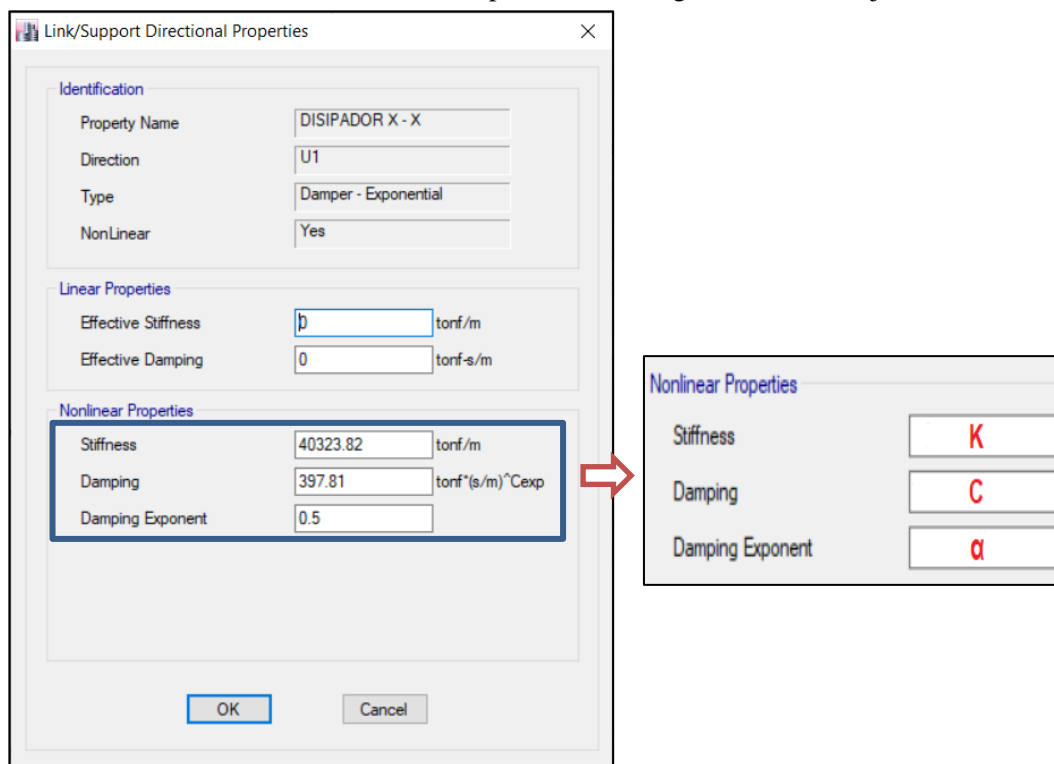 Link/Support Directional Properties
Identification
Property Name DISIPADOR X - X
Direction U1
Type Damper - Exponential
NonLinear Yes
Linear Properties
Effective Stiffness 0 tonf/m
Effective Damping 0 tonf-s/m
Nonlinear Properties
Stiffness 40323.82 tonf/m
Damping 397.81 tonf*(s/m)^Cexp
Damping Exponent 0.5
OK Cancel
Nonlinear Properties
Stiffness K
Damping C
Damping Exponent α